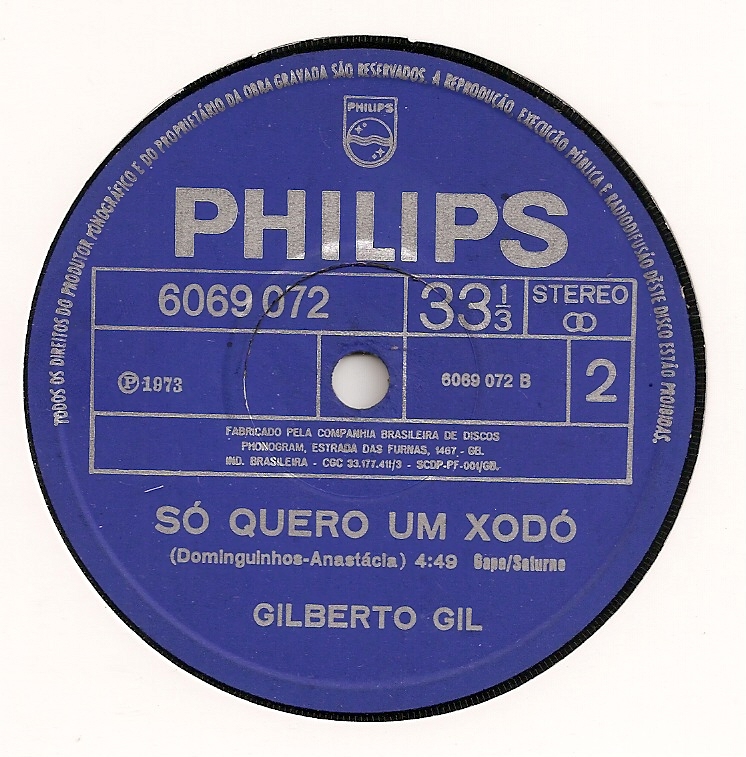 TODOS OS DIREITOS DO PRODUTOR FONOGRÁFICO E DO PROPRIETÁRIO DA OBRA GRAVADA SÃO RESERVADOS. A REPRODUÇÃO, EXECUÇÃO PÚBLICA E RADIODIFUSÃO DESTE DISCO ESTÃO PROIBIDAS.
PHILIPS
PHILIPS
6069 072
33 1/3
STEREO
℗ 1973
6069 072 B
2
FABRICADO PELA COMPANHIA BRASILEIRA DE DISCOS
PHONOGRAM, ESTRADA DAS FURNAS, 1467 - GB.
IND. BRASILEIRA - CGC 33.177.411/3 - SCDP-PF-001/GB.
SÓ QUERO UM XODÓ
(Dominguinhos-Anastácia) 4:49 Gapa/Saturno
GILBERTO GIL